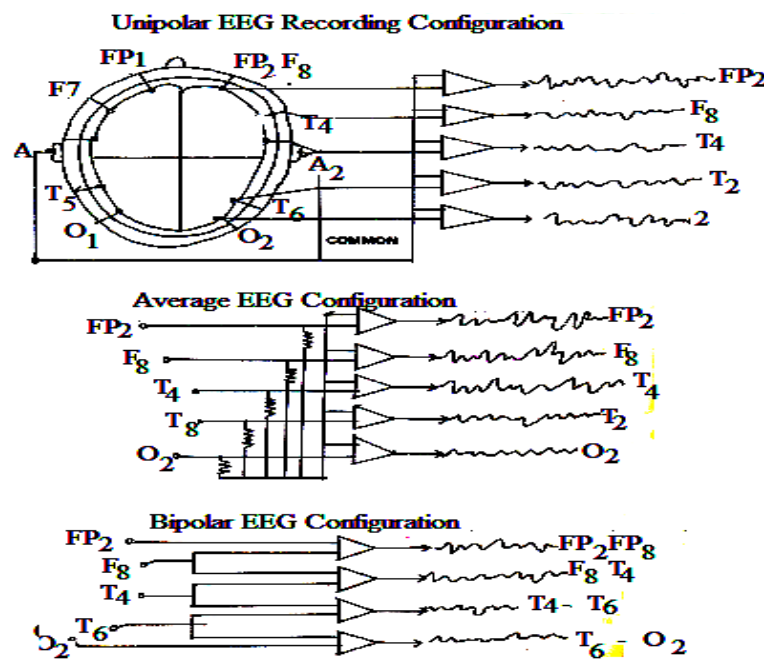 Unipolar EEG Recording Configuration
FP1 FP2 F8
F7
T4
A
A2
T5
T6
O1
O2
COMMON
FP2
F8
T4
T2
2
Average EEG Configuration
FP2
F8
T4
T8
O2
FP2
F8
T4
T2
O2
Bipolar EEG Configuration
FP2
F8
T4
T6
O2
FP2FP8
F8 T4
T4 - T6
T6 - O2